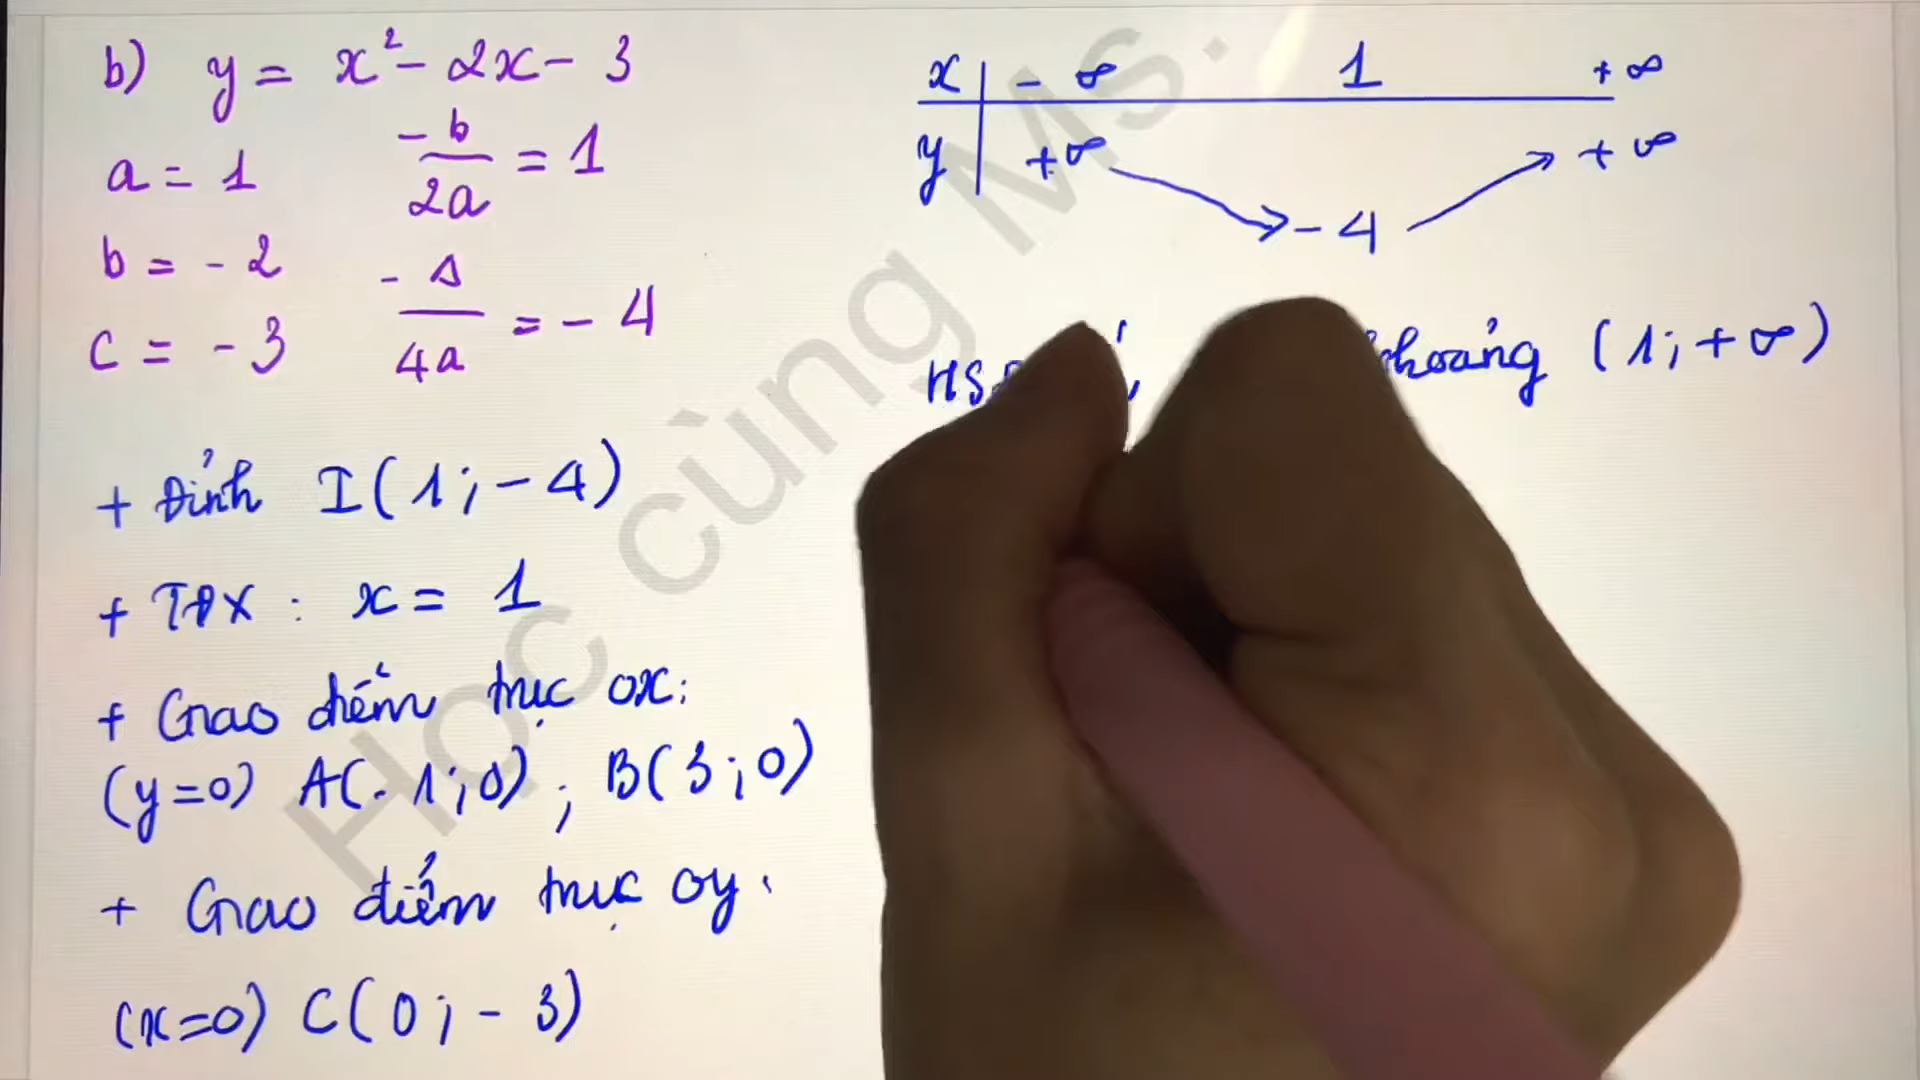 b) y = x² - 2x - 3
a = 1
-b/2a = 1
b = -2
-Δ/4a = -4
c = -3
+ Đỉnh I(1; -4)
+ TĐX : x = 1
+ Giao điểm trục ox:
(y=0) A(-1;0) ; B(3;0)
+ Giao điểm trục oy:
(x=0) C(0; -3)
x | -∞ 1 +∞
y | +∞ -4 +∞
HS khoảng (1; +∞)
Học cùng Ms.